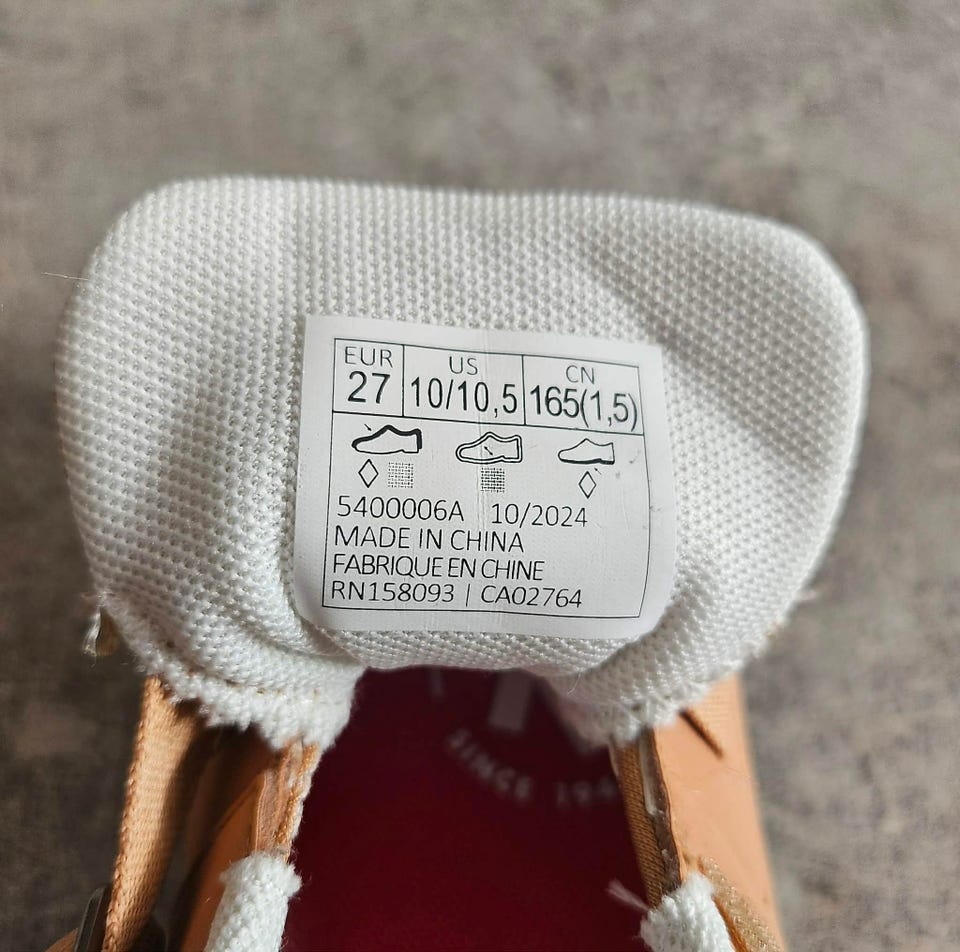 EUR US CN
27 10/10,5 165(1,5)
5400006A 10/2024
MADE IN CHINA
FABRIQUE EN CHINE
RN158093 | CA02764
SINCE